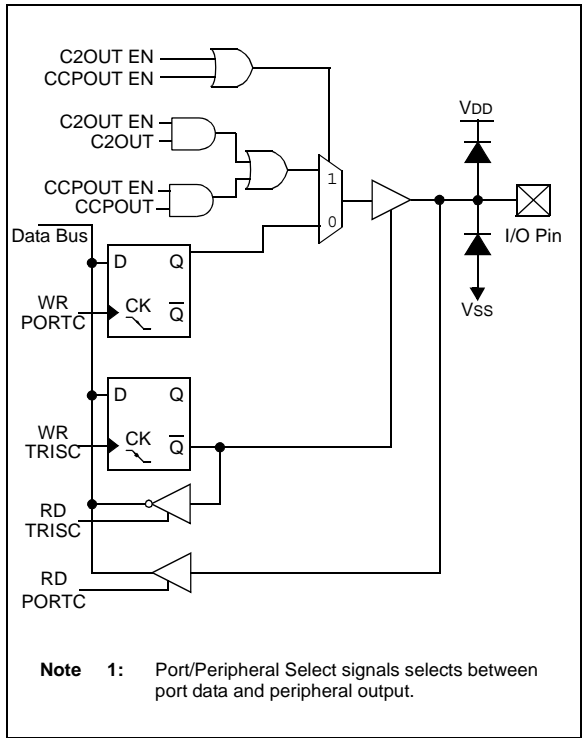 C2OUT EN
CCPOUT EN
C2OUT EN
C2OUT
CCPOUT EN
CCPOUT
1
0
VDD
I/O Pin
VSS
Data Bus
D Q
WR
PORTC
CK Q
D Q
WR
TRISC
CK Q
RD
TRISC
RD
PORTC
Note 1: Port/Peripheral Select signals selects between
port data and peripheral output.